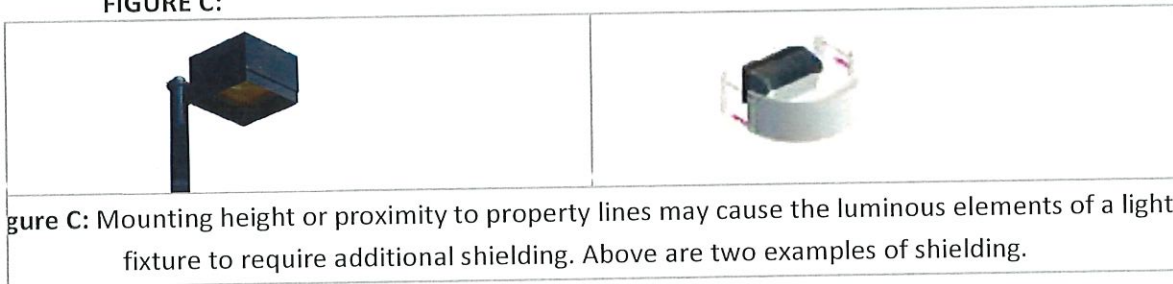 FIGURE C:
gure C: Mounting height or proximity to property lines may cause the luminous elements of a light
fixture to require additional shielding. Above are two examples of shielding.